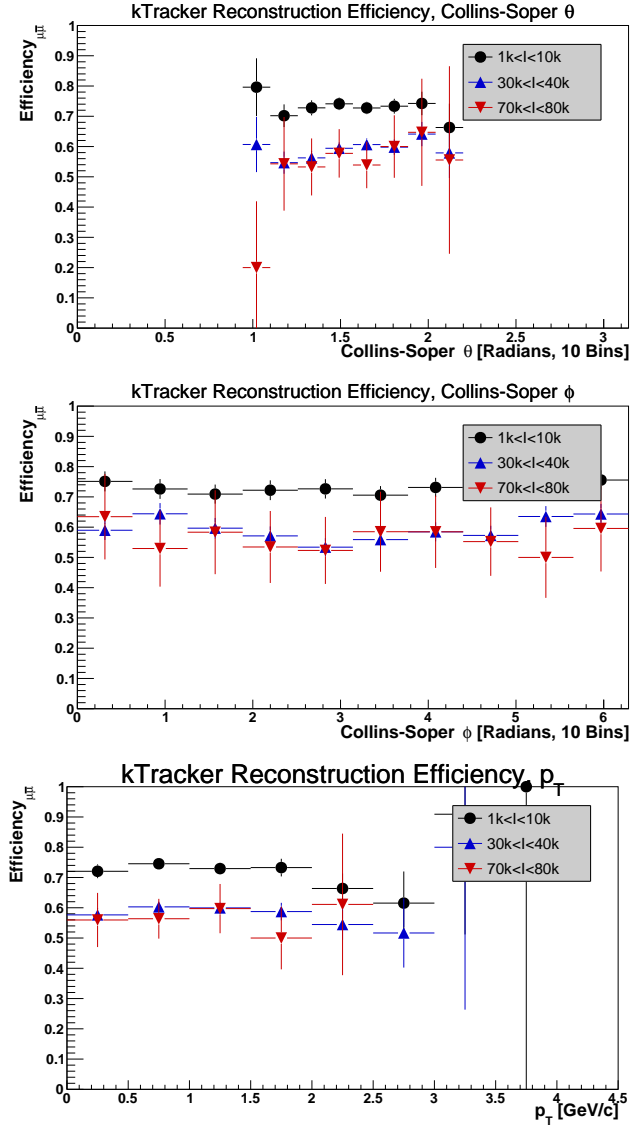 kTracker Reconstruction Efficiency, Collins-Soper θ
Efficiency_{μμ̅}
1
0.9
0.8
0.7
0.6
0.5
0.4
0.3
0.2
0.1
0
1k<I<10k
30k<I<40k
70k<I<80k
0 0.5 1 1.5 2 2.5 3
Collins-Soper θ [Radians, 10 Bins]
kTracker Reconstruction Efficiency, Collins-Soper ϕ
Efficiency_{μμ̅}
1
0.9
0.8
0.7
0.6
0.5
0.4
0.3
0.2
0.1
0
1k<I<10k
30k<I<40k
70k<I<80k
0 1 2 3 4 5 6
Collins-Soper ϕ [Radians, 10 Bins]
kTracker Reconstruction Efficiency, p_T
Efficiency_{μμ̅}
1
0.9
0.8
0.7
0.6
0.5
0.4
0.3
0.2
0.1
0
1k<I<10k
30k<I<40k
70k<I<80k
0 0.5 1 1.5 2 2.5 3 3.5 4 4.5
p_T [GeV/c]